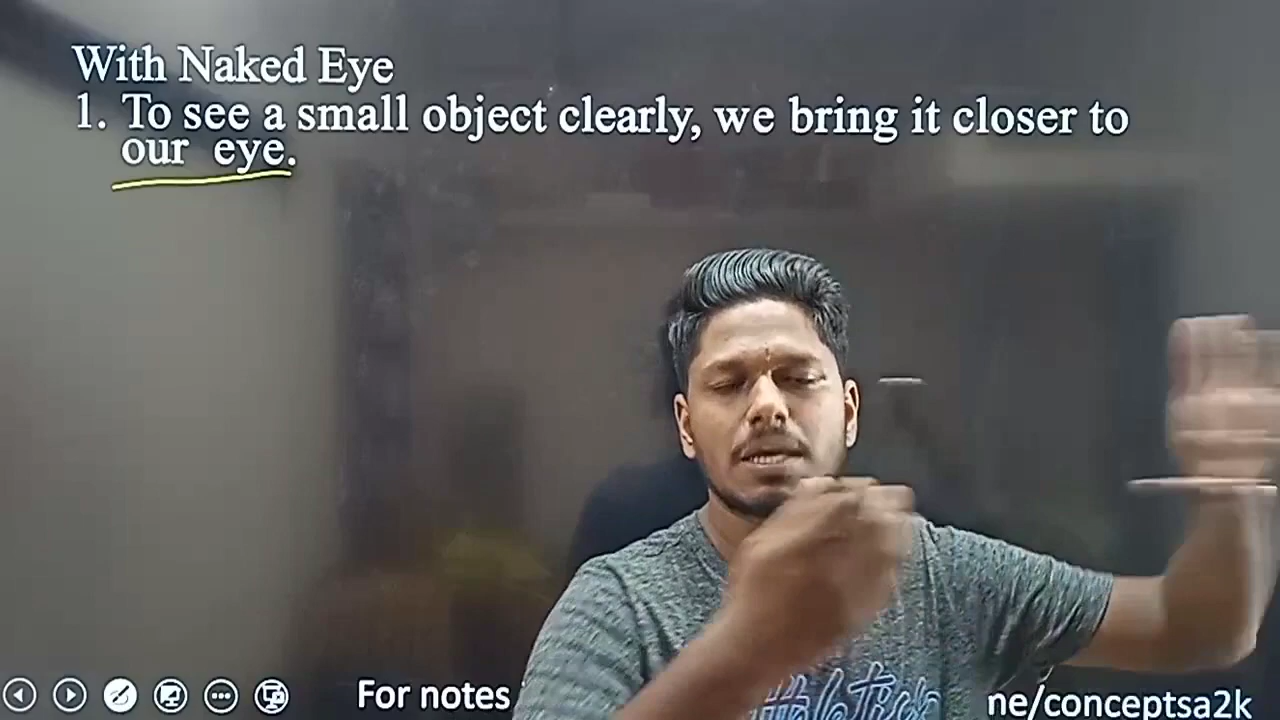 With Naked Eye
1. To see a small object clearly, we bring it closer to
our eye.
For notes
ne/conceptsa2k